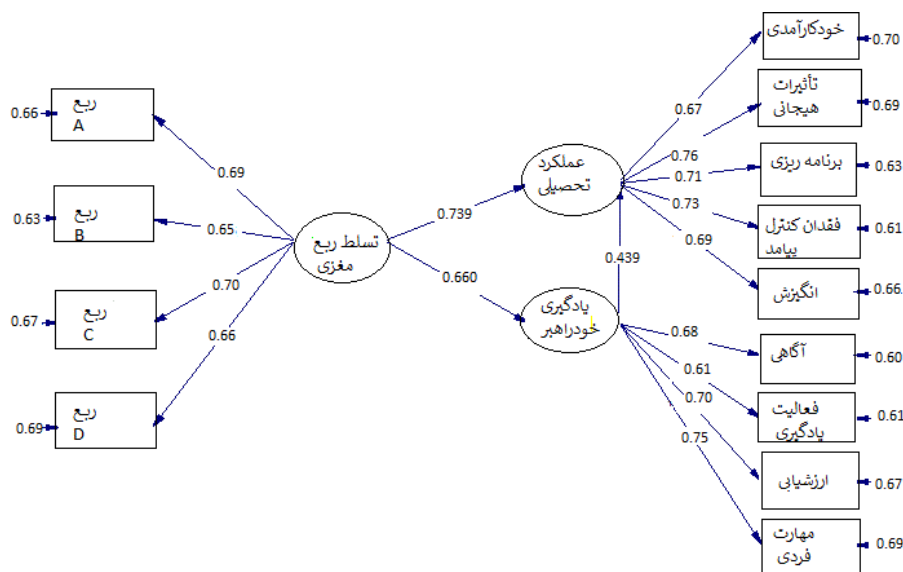 خودکارآمدی
0.70
تأثیرات
هیجانی
0.69
برنامه ریزی
0.63
فقدان کنترل
پیامد
0.61
انگیزش
0.66
آگاهی
0.60
فعالیت
یادگیری
0.61
ارزشیابی
0.67
مهارت
فردی
0.69
0.67
0.76
0.71
0.73
0.69
0.68
0.61
0.70
0.75
عملکرد
تحصیلی
0.439
یادگیری
خودراهبر
0.739
0.660
تسلط ربع
مغزی
0.69
0.65
0.70
0.66
ربع
A
0.66
ربع
B
0.63
ربع
C
0.67
ربع
D
0.69